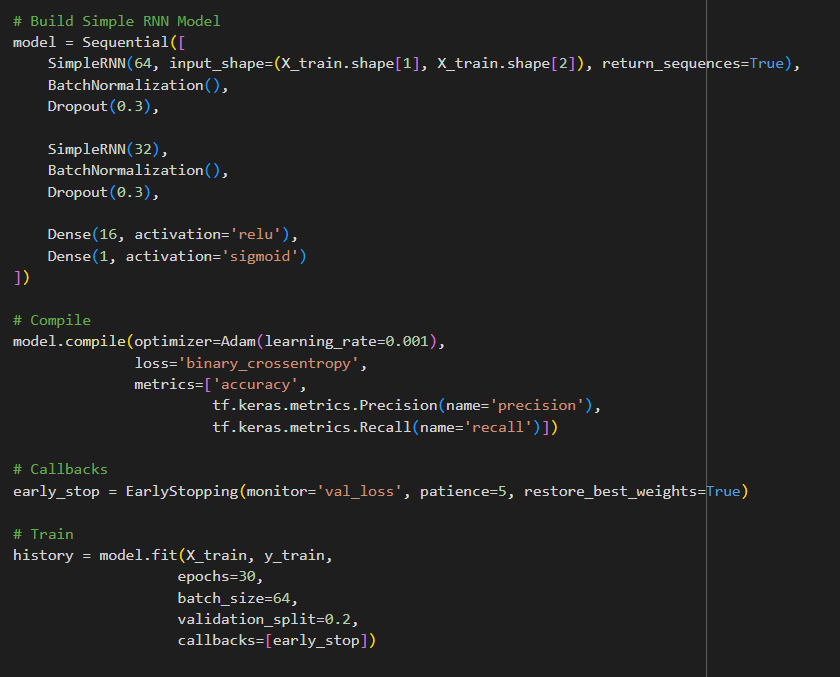 # Build Simple RNN Model
model = Sequential([
    SimpleRNN(64, input_shape=(X_train.shape[1], X_train.shape[2]), return_sequences=True),
    BatchNormalization(),
    Dropout(0.3),

    SimpleRNN(32),
    BatchNormalization(),
    Dropout(0.3),

    Dense(16, activation='relu'),
    Dense(1, activation='sigmoid')
])

# Compile
model.compile(optimizer=Adam(learning_rate=0.001),
              loss='binary_crossentropy',
              metrics=['accuracy',
                       tf.keras.metrics.Precision(name='precision'),
                       tf.keras.metrics.Recall(name='recall')])

# Callbacks
early_stop = EarlyStopping(monitor='val_loss', patience=5, restore_best_weights=True)

# Train
history = model.fit(X_train, y_train,
                   epochs=30,
                   batch_size=64,
                   validation_split=0.2,
                   callbacks=[early_stop])